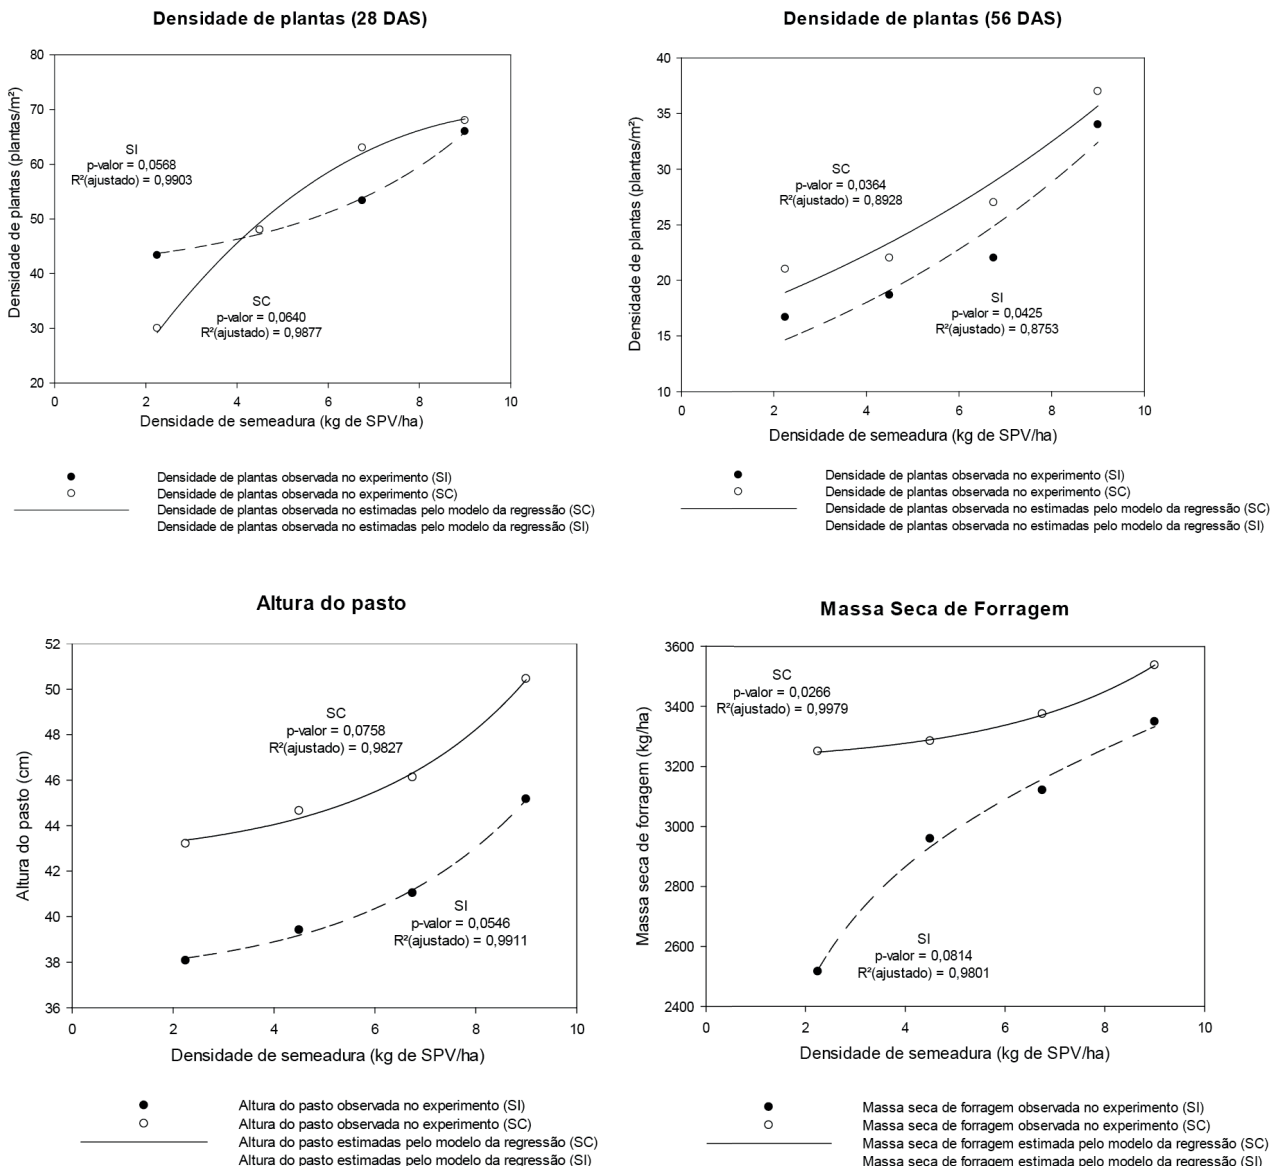 Densidade de plantas (28 DAS)
80
70
60
50
40
30
20
Densidade de plantas (plantas/m²)
SI
p-valor = 0,0568
R²(ajustado) = 0,9903
SC
p-valor = 0,0640
R²(ajustado) = 0,9877
0 2 4 6 8 10
Densidade de semeadura (kg de SPV/ha)
Densidade de plantas observada no experimento (SI)
Densidade de plantas observada no experimento (SC)
Densidade de plantas observada no estimadas pelo modelo da regressão (SC)
Densidade de plantas observada no estimadas pelo modelo da regressão (SI)
Densidade de plantas (56 DAS)
40
35
30
25
20
15
10
Densidade de plantas (plantas/m²)
SC
p-valor = 0,0364
R²(ajustado) = 0,8928
SI
p-valor = 0,0425
R²(ajustado) = 0,8753
0 2 4 6 8 10
Densidade de semeadura (kg de SPV/ha)
Densidade de plantas observada no experimento (SI)
Densidade de plantas observada no experimento (SC)
Densidade de plantas observada no estimadas pelo modelo da regressão (SC)
Densidade de plantas observada no estimadas pelo modelo da regressão (SI)
Altura do pasto
52
50
48
46
44
42
40
38
36
Altura do pasto (cm)
SC
p-valor = 0,0758
R²(ajustado) = 0,9827
SI
p-valor = 0,0546
R²(ajustado) = 0,9911
0 2 4 6 8 10
Densidade de semeadura (kg de SPV/ha)
Altura do pasto observada no experimento (SI)
Altura do pasto observada no experimento (SC)
Altura do pasto estimadas pelo modelo da regressão (SC)
Altura do pasto estimadas pelo modelo da regressão (SI)
Massa Seca de Forragem
3600
3400
3200
3000
2800
2600
2400
Massa seca de forragem (kg/ha)
SC
p-valor = 0,0266
R²(ajustado) = 0,9979
SI
p-valor = 0,0814
R²(ajustado) = 0,9801
0 2 4 6 8 10
Densidade de semeadura (kg de SPV/ha)
Massa seca de forragem observada no experimento (SI)
Massa seca de forragem observada no experimento (SC)
Massa seca de forragem estimada pelo modelo da regressão (SC)
Massa seca de forragem estimada pelo modelo da regressão (SI)